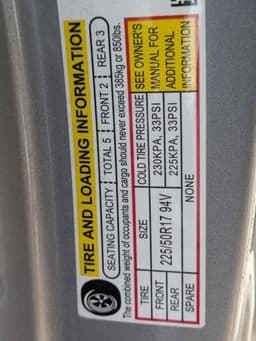 TIRE AND LOADING INFORMATION
SEATING CAPACITY TOTAL 5 FRONT 2 REAR 3
The combined weight of occupants and cargo should never exceed 385kg or 850lbs.
TIRE SIZE COLD TIRE PRESSURE SEE OWNER'S MANUAL FOR ADDITIONAL INFORMATION
FRONT 225/50R17 94V 230KPA, 33PSI
REAR 225KPA, 33PSI
SPARE NONE